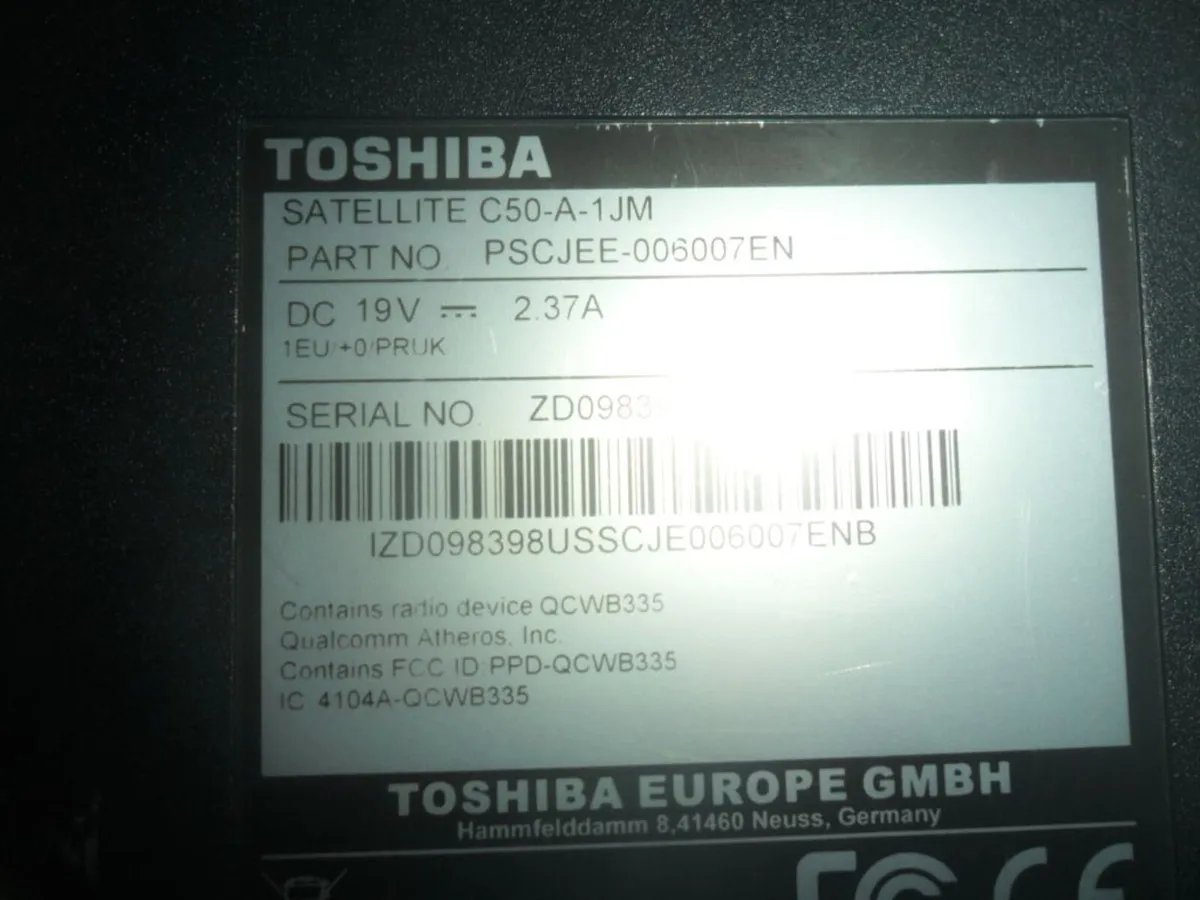 TOSHIBA
SATELLITE C50-A-1JM
PART NO. PSCJEE-006007EN
DC 19V ⎓ 2.37A
1EU/+0/PRUK
SERIAL NO.
IZD098398USSCJE006007ENB
Contains radio device QCWB335
Qualcomm Atheros, Inc.
Contains FCC ID:PPD-QCWB335
IC 4104A-QCWB335
TOSHIBA EUROPE GMBH
Hammfelddamm 8,41460 Neuss, Germany
FC CE